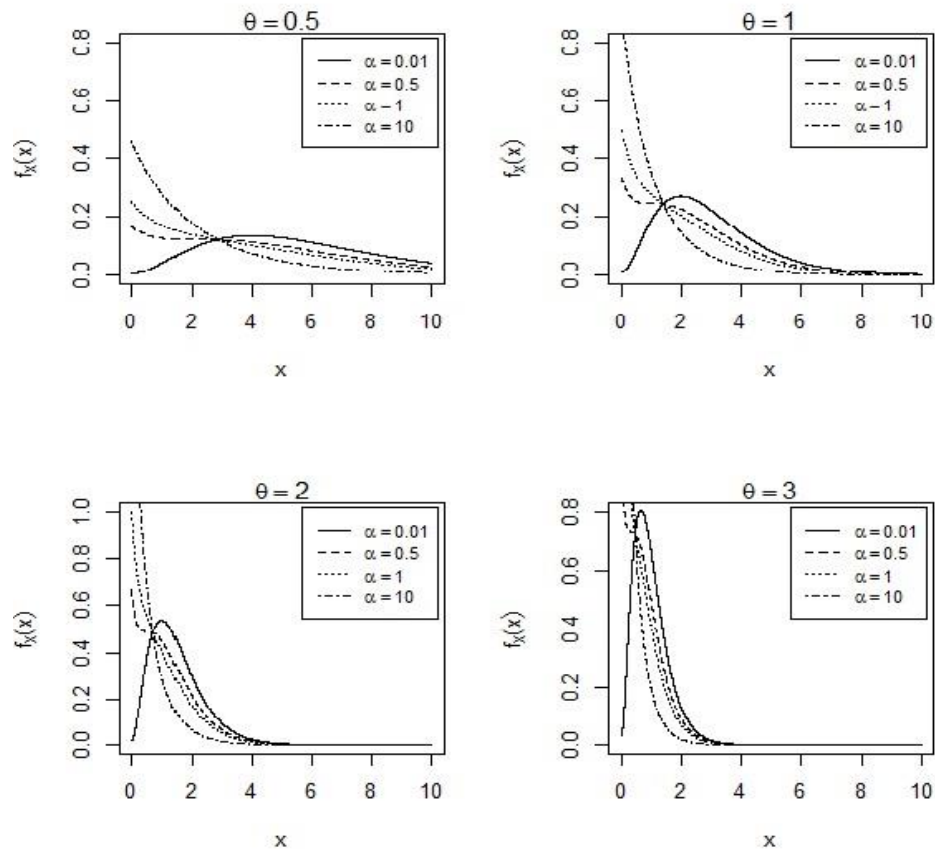 θ = 0.5
f_X(x)
0.8
0.6
0.4
0.2
0.0
α = 0.01
α = 0.5
α = 1
α = 10
0 2 4 6 8 10
x
θ = 1
f_X(x)
0.8
0.6
0.4
0.2
0.0
α = 0.01
α = 0.5
α − 1
α = 10
0 2 4 6 8 10
x
θ = 2
f_X(x)
1.0
0.8
0.6
0.4
0.2
0.0
α = 0.01
α = 0.5
α = 1
α = 10
0 2 4 6 8 10
x
θ = 3
f_X(x)
0.8
0.6
0.4
0.2
0.0
α = 0.01
α = 0.5
α = 1
α = 10
0 2 4 6 8 10
x